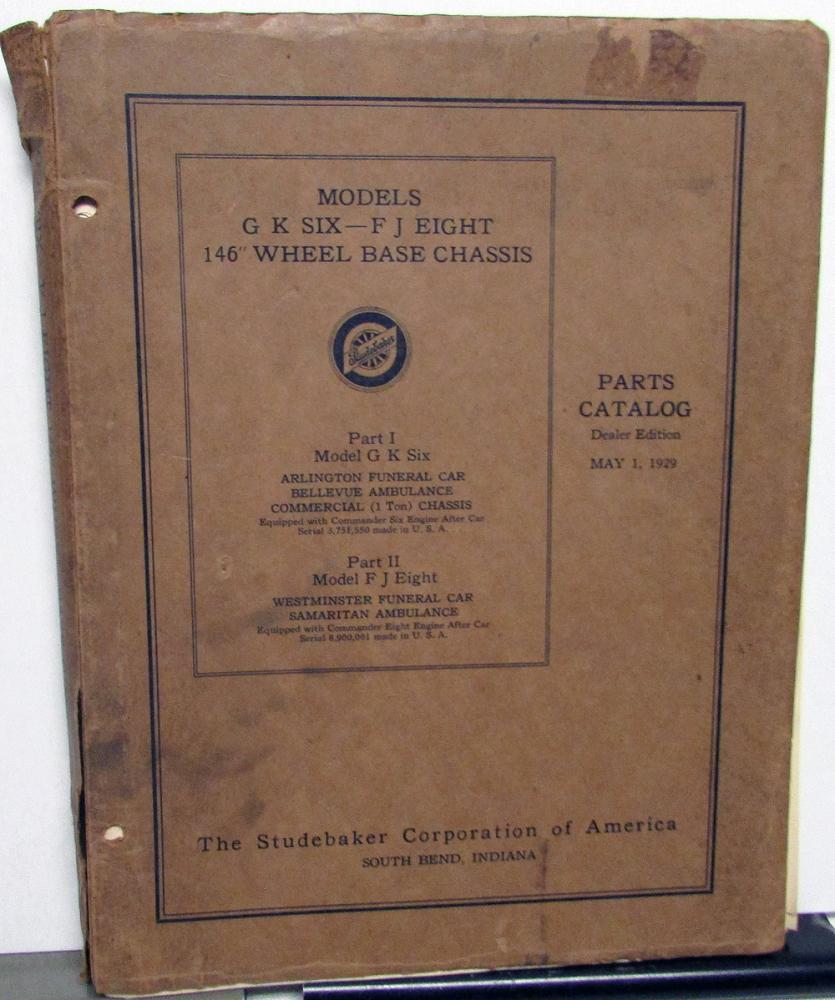 MODELS
G K SIX—F J EIGHT
146" WHEEL BASE CHASSIS
Studebaker
Part I
Model G K Six
ARLINGTON FUNERAL CAR
BELLEVUE AMBULANCE
COMMERCIAL (1 Ton) CHASSIS
Equipped with Commander Six Engine After Car
Serial 3,751,550 made in U. S. A.
Part II
Model F J Eight
WESTMINSTER FUNERAL CAR
SAMARITAN AMBULANCE
Equipped with Commander Eight Engine After Car
Serial 8,900,001 made in U. S. A.
PARTS
CATALOG
Dealer Edition
MAY 1, 1929
The Studebaker Corporation of America
SOUTH BEND, INDIANA